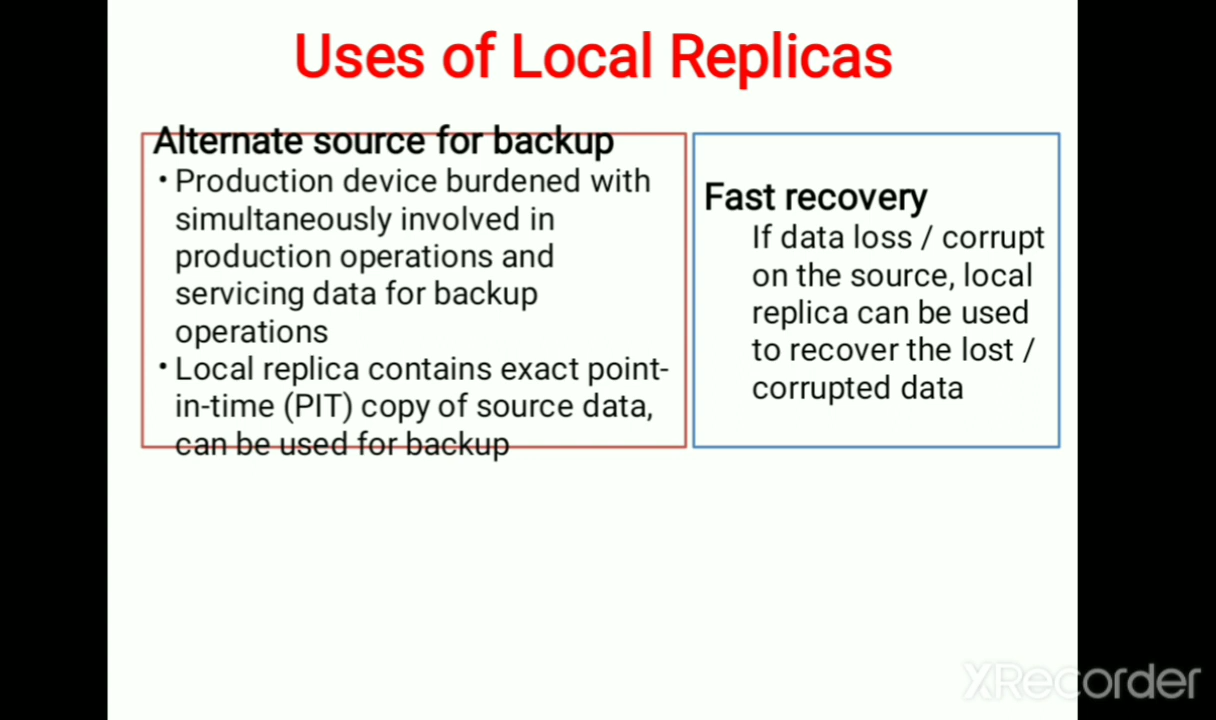 Uses of Local Replicas
Alternate source for backup
• Production device burdened with
simultaneously involved in
production operations and
servicing data for backup
operations
• Local replica contains exact point-
in-time (PIT) copy of source data,
can be used for backup
Fast recovery
If data loss / corrupt
on the source, local
replica can be used
to recover the lost /
corrupted data
XRecorder